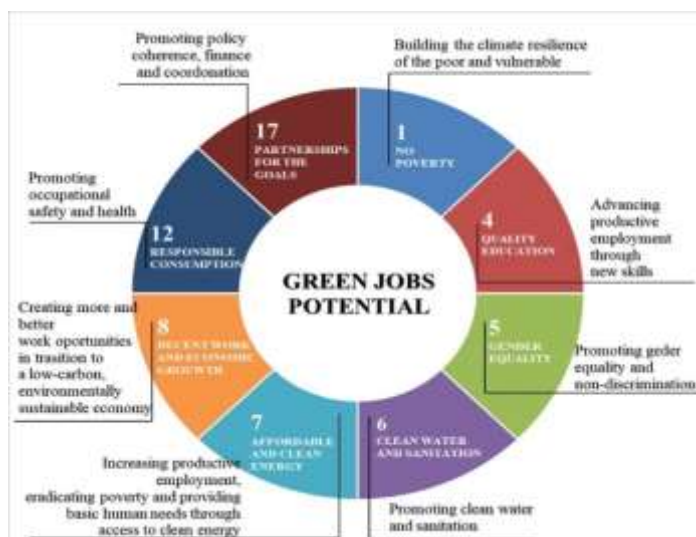 Promoting policy
coherence, finance
and coordonation
Building the climate resilience
of the poor and vulnerable
17
PARTNERSHIPS
FOR THE
GOALS
1
NO
POVERTY
Promoting
occupational
safety and health
12
RESPONSIBLE
CONSUMPTION
4
QUALITY
EDUCATION
Advancing
productive
employment
through
new skills
GREEN JOBS
POTENTIAL
Creating more and
better
work oportunities
in trasition to
a low-carbon,
environmentally
sustainable economy
8
DECENT WORK
AND ECONOMIC
GROWTH
5
GENDER
EQUALITY
Promoting geder
equality and
non-discrimination
7
AFFORDABLE
AND CLEAN
ENERGY
6
CLEAN WATER
AND SANITATION
Increasing productive
employment,
eradicating poverty and providing
basic human needs through
access to clean energy
Promoting clean water
and sanitation